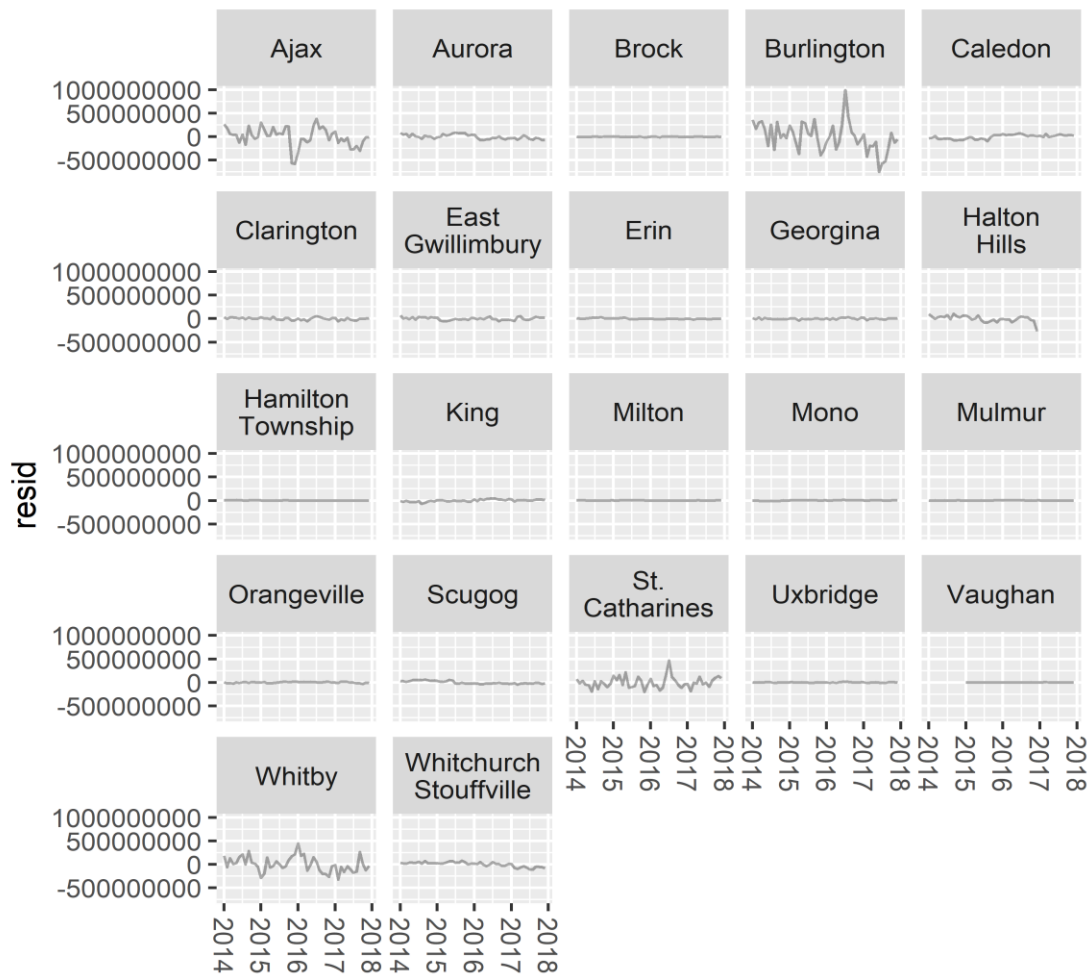 Ajax
Aurora
Brock
Burlington
Caledon
1000000000
500000000
0
-500000000
Clarington
East
Gwillimbury
Erin
Georgina
Halton
Hills
1000000000
500000000
0
-500000000
Hamilton
Township
King
Milton
Mono
Mulmur
1000000000
500000000
0
-500000000
resid
Orangeville
Scugog
St.
Catharines
Uxbridge
Vaughan
1000000000
500000000
0
-500000000
2014
2015
2016
2017
2018
2014
2015
2016
2017
2018
2014
2015
2016
2017
2018
Whitby
Whitchurch
Stouffville
1000000000
500000000
0
-500000000
2014
2015
2016
2017
2018
2014
2015
2016
2017
2018